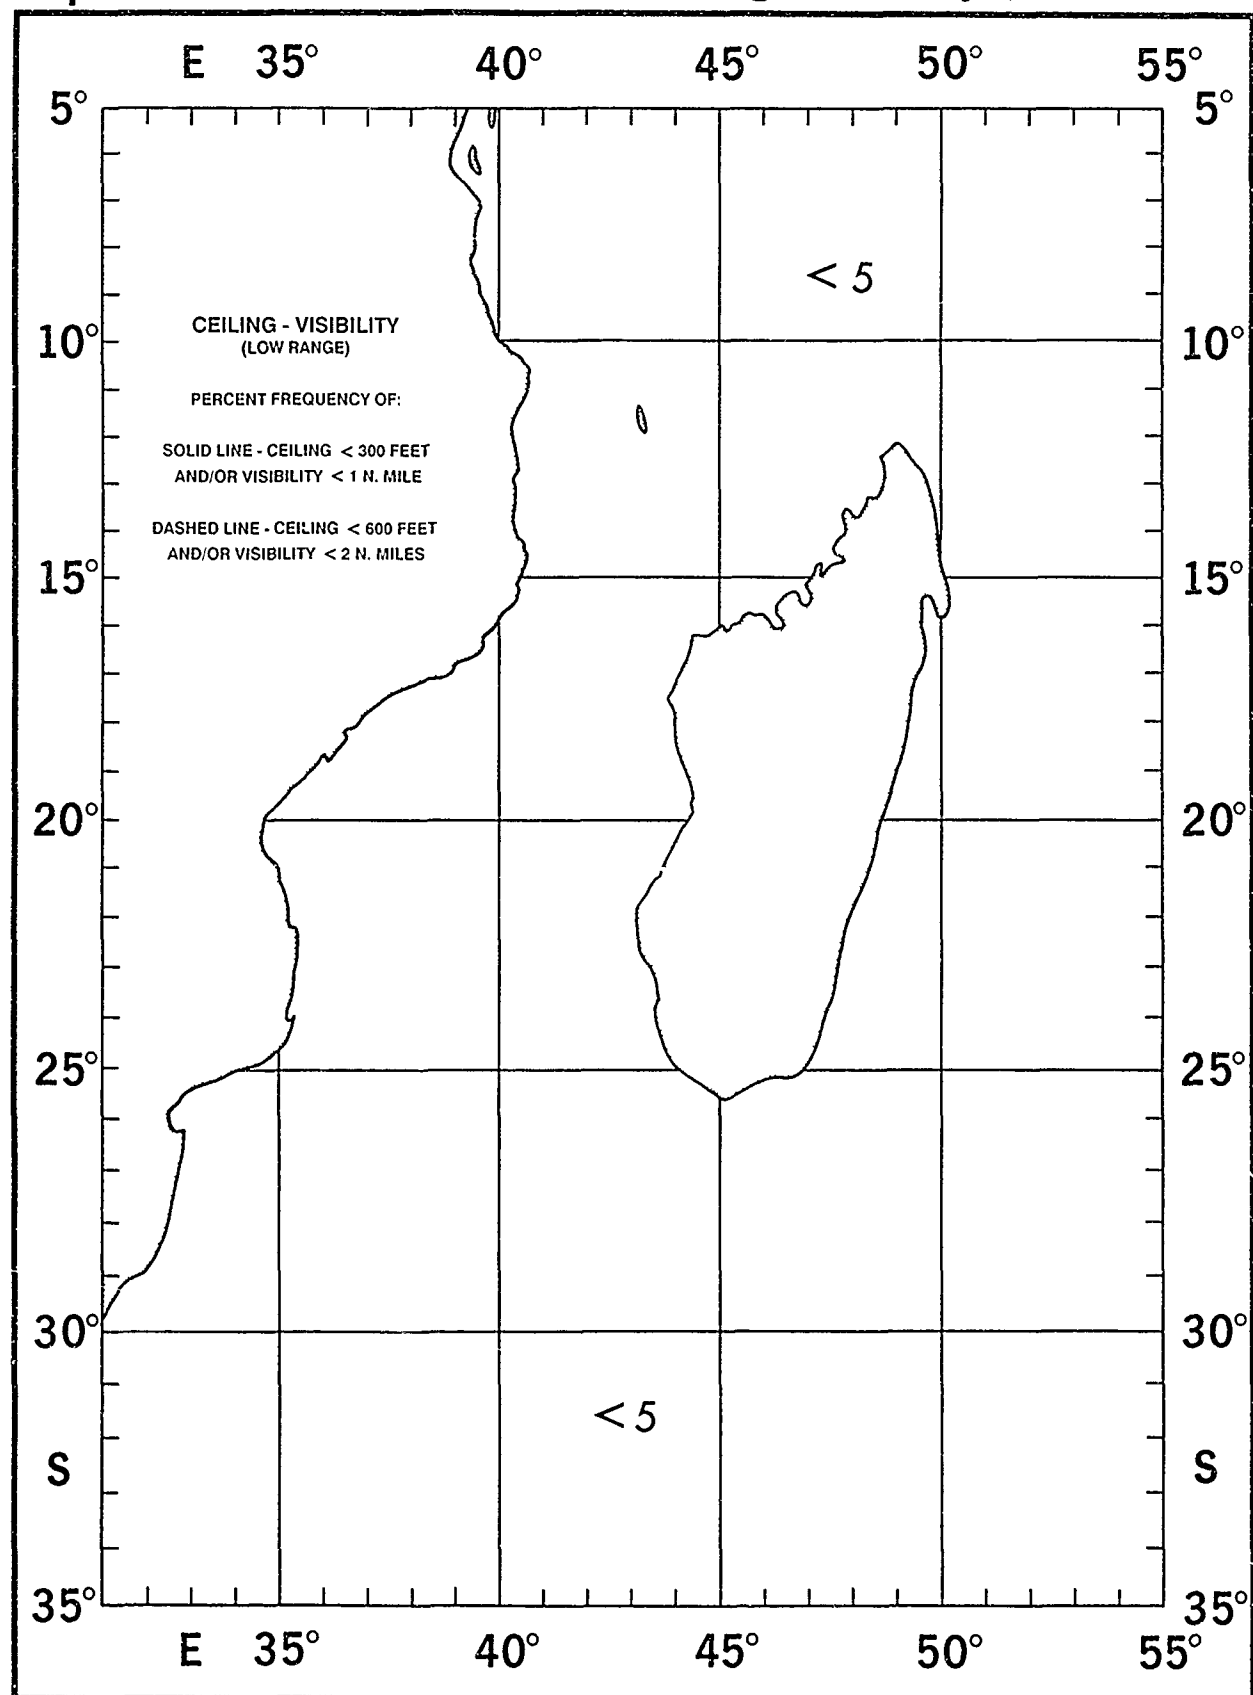 E 35° 40° 45° 50° 55°
5° 5°
< 5
CEILING - VISIBILITY
(LOW RANGE)
10° 10°
PERCENT FREQUENCY OF:
SOLID LINE - CEILING < 300 FEET
AND/OR VISIBILITY < 1 N. MILE
DASHED LINE - CEILING < 600 FEET
AND/OR VISIBILITY < 2 N. MILES
15° 15°
20° 20°
25° 25°
30° 30°
< 5
S S
35° 35°
E 35° 40° 45° 50° 55°